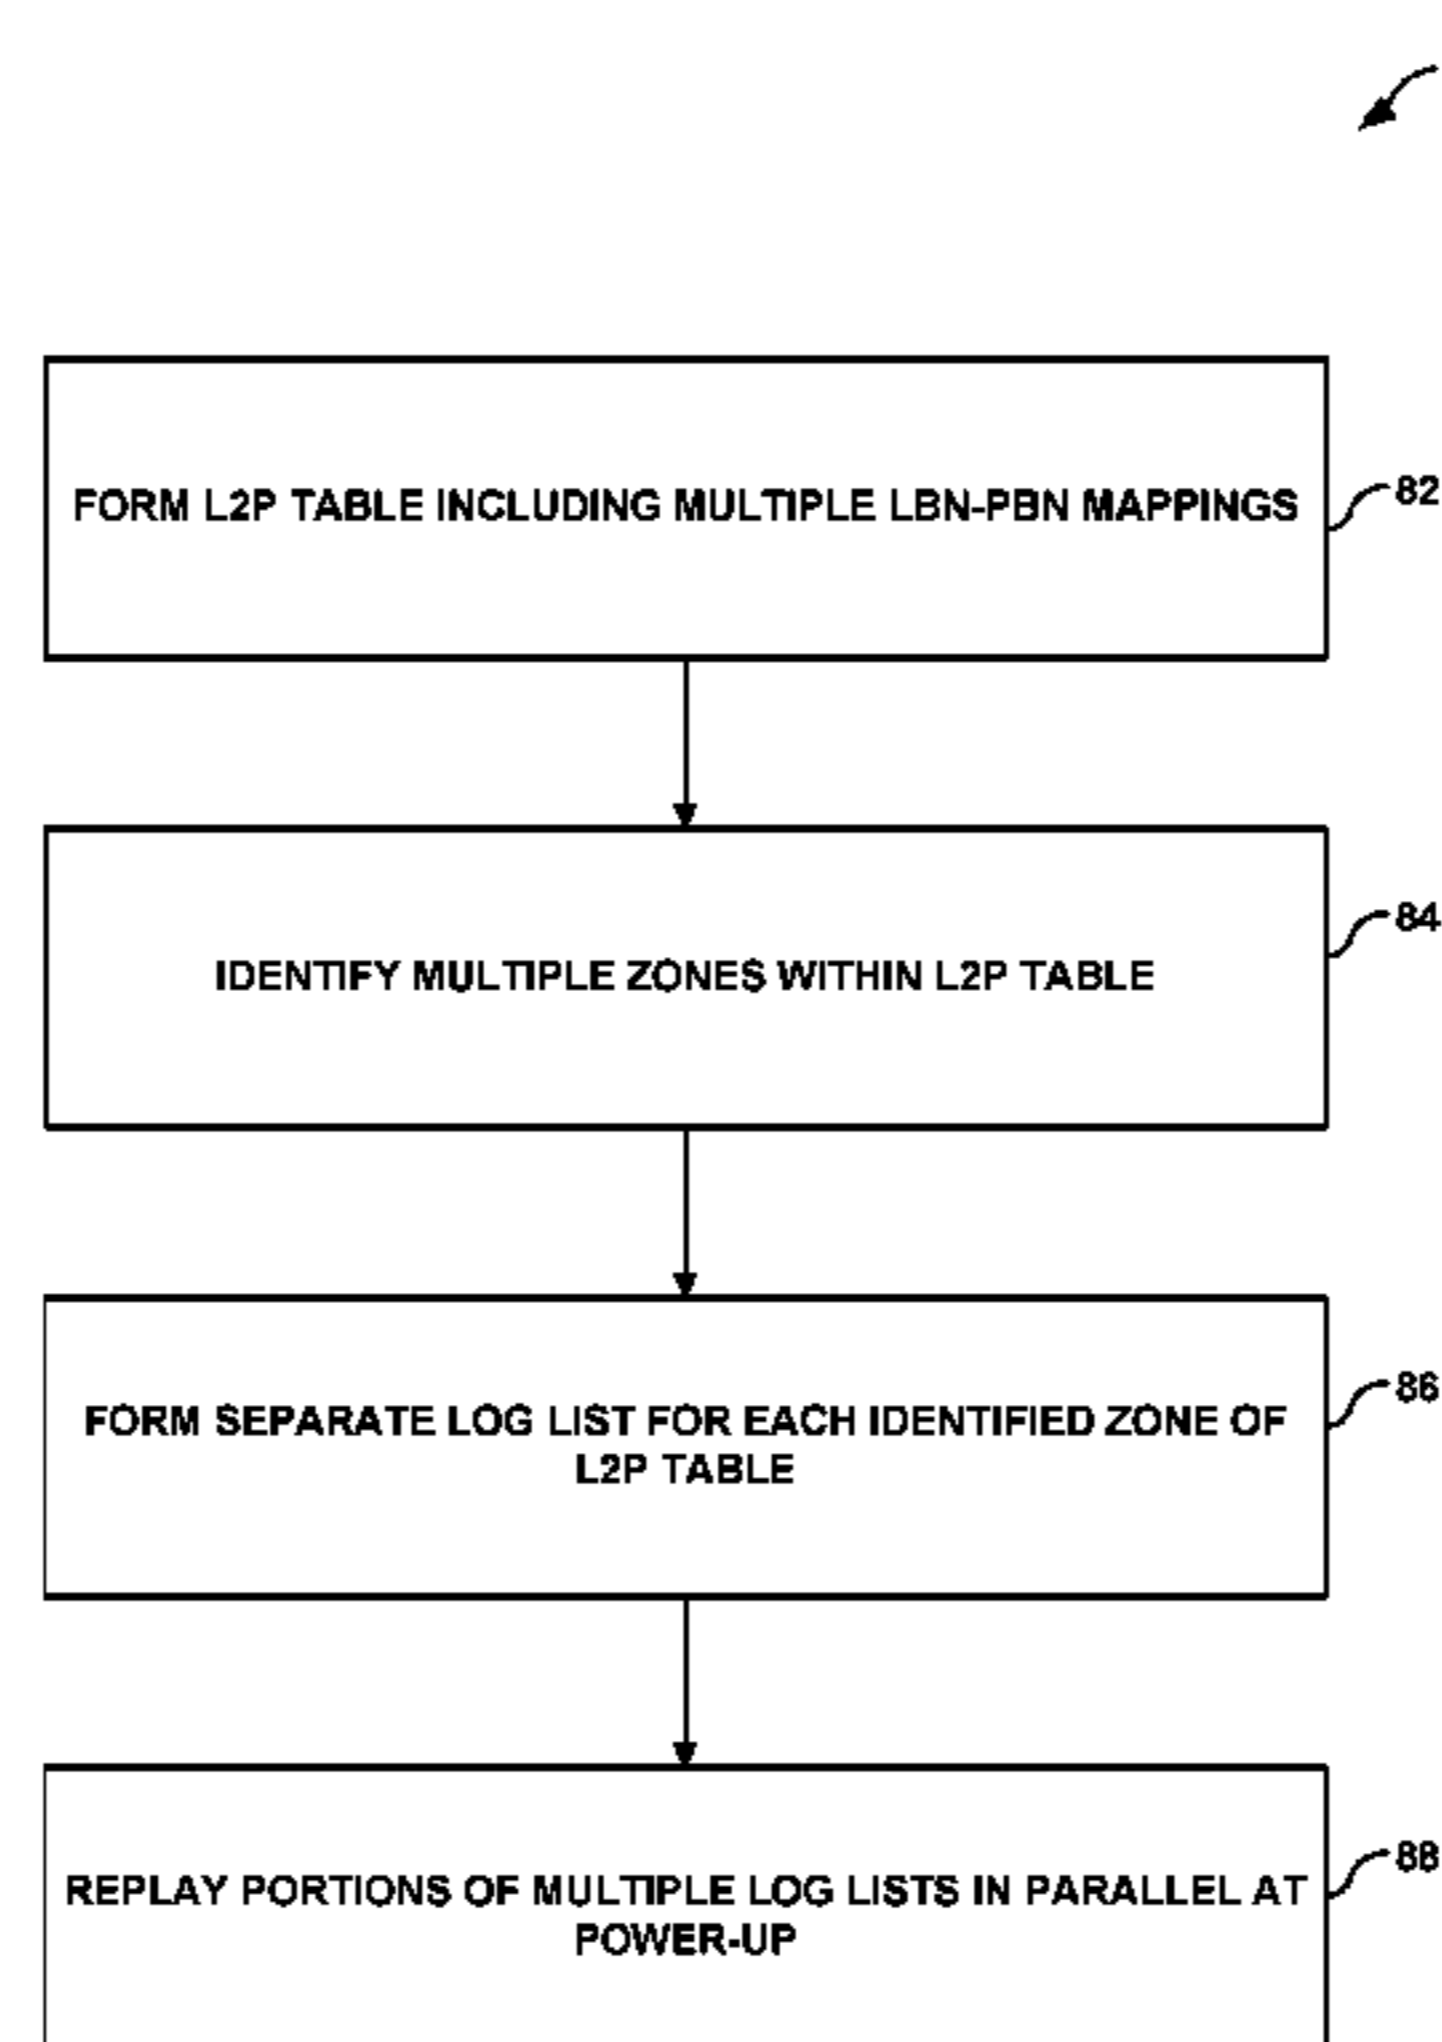 FORM L2P TABLE INCLUDING MULTIPLE LBN-PBN MAPPINGS
82
IDENTIFY MULTIPLE ZONES WITHIN L2P TABLE
84
FORM SEPARATE LOG LIST FOR EACH IDENTIFIED ZONE OF
L2P TABLE
86
REPLAY PORTIONS OF MULTIPLE LOG LISTS IN PARALLEL AT
POWER-UP
88